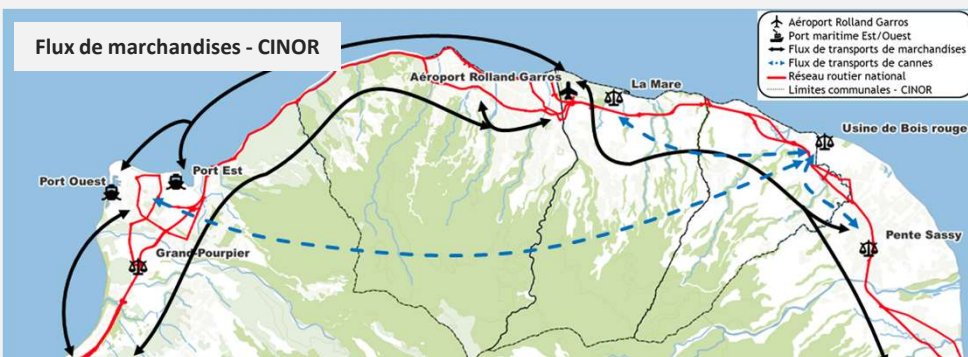 Flux de marchandises - CINOR
Aéroport Rolland Garros
Port maritime Est/Ouest
Flux de transports de marchandises
Flux de transports de cannes
Réseau routier national
Limites communales - CINOR
Aéroport Rolland Garros
La Mare
Usine de Bois rouge
Port Ouest
Port Est
Grand-Pourpier
Pente Sassy